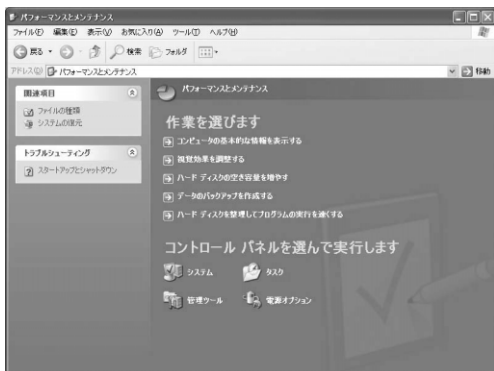 パフォーマンスとメンテナンス
ファイル(F) 編集(E) 表示(V) お気に入り(A) ツール(T) ヘルプ(H)
戻る 検索 フォルダ
アドレス(D) パフォーマンスとメンテナンス 移動
関連項目
ファイルの種類
システムの復元
トラブルシューティング
スタートアップとシャットダウン
パフォーマンスとメンテナンス
作業を選びます
コンピュータの基本的な情報を表示する
視覚効果を調整する
ハード ディスクの空き容量を増やす
データのバックアップを作成する
ハード ディスクを整理してプログラムの実行を速くする
コントロール パネルを選んで実行します
システム タスク
管理ツール 電源オプション